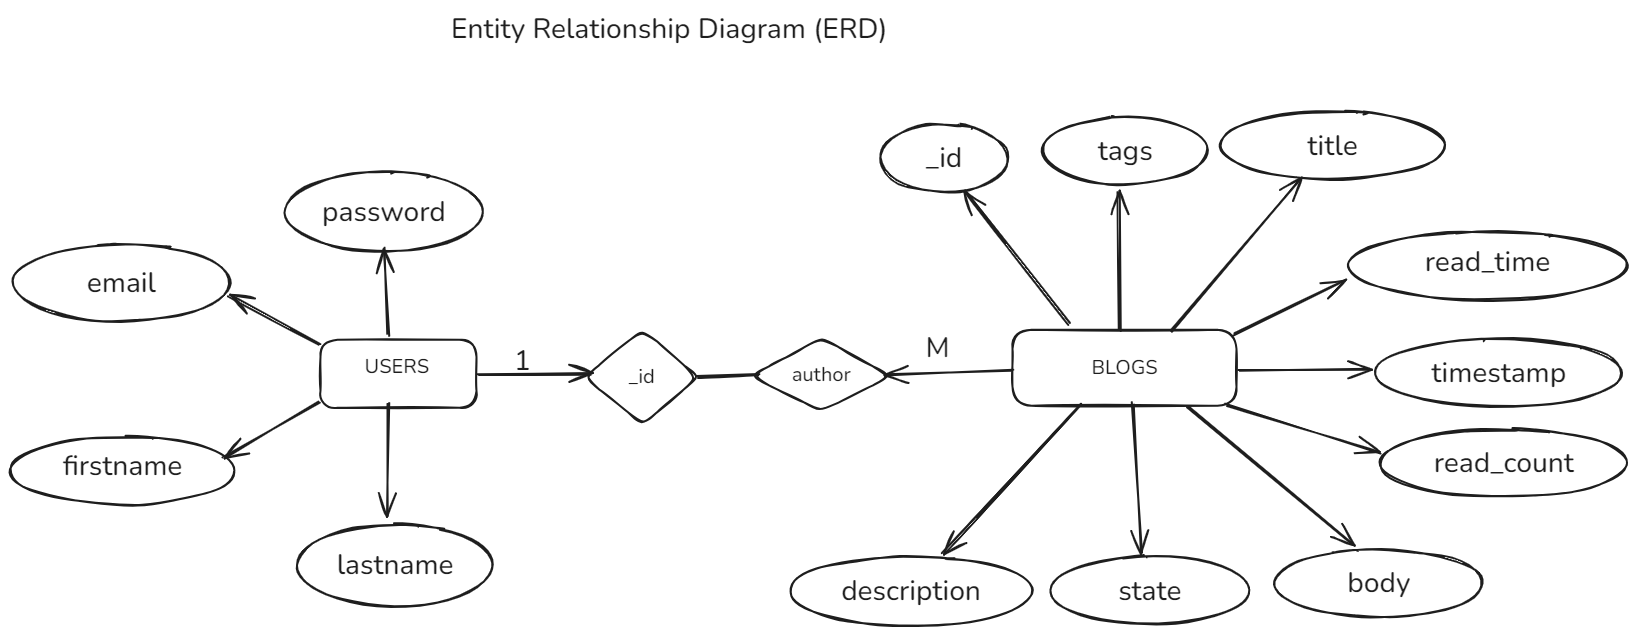 Entity Relationship Diagram (ERD)
_id
tags
title
password
read_time
email
USERS
1
_id
author
M
BLOGS
timestamp
firstname
read_count
lastname
description
state
body